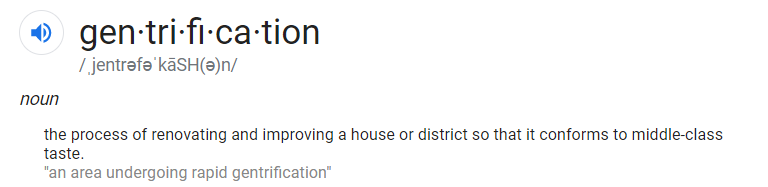 gen·tri·fi·ca·tion
/ˌjentrəfəˈkāSH(ə)n/
noun
the process of renovating and improving a house or district so that it conforms to middle-class
taste.
"an area undergoing rapid gentrification"